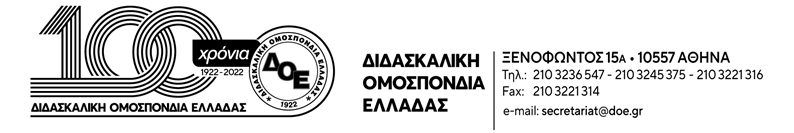 100
χρόνια
1922-2022
ΔΙΔΑΣΚΑΛΙΚΗ ΟΜΟΣΠΟΝΔΙΑ ΕΛΛΑΔΑΣ
ΔΙΔΑΣΚΑΛΙΚΗ ΟΜΟΣΠΟΝΔΙΑ ΕΛΛΑΔΑΣ
ΔΟΕ
1922
ΔΙΔΑΣΚΑΛΙΚΗ
ΟΜΟΣΠΟΝΔΙΑ
ΕΛΛΑΔΑΣ
ΞΕΝΟΦΩΝΤΟΣ 15Α • 10557 ΑΘΗΝΑ
Τηλ.: 210 3236 547 - 210 3245 375 - 210 3221 316
Fax: 210 3221 314
e-mail: secretariat@doe.gr